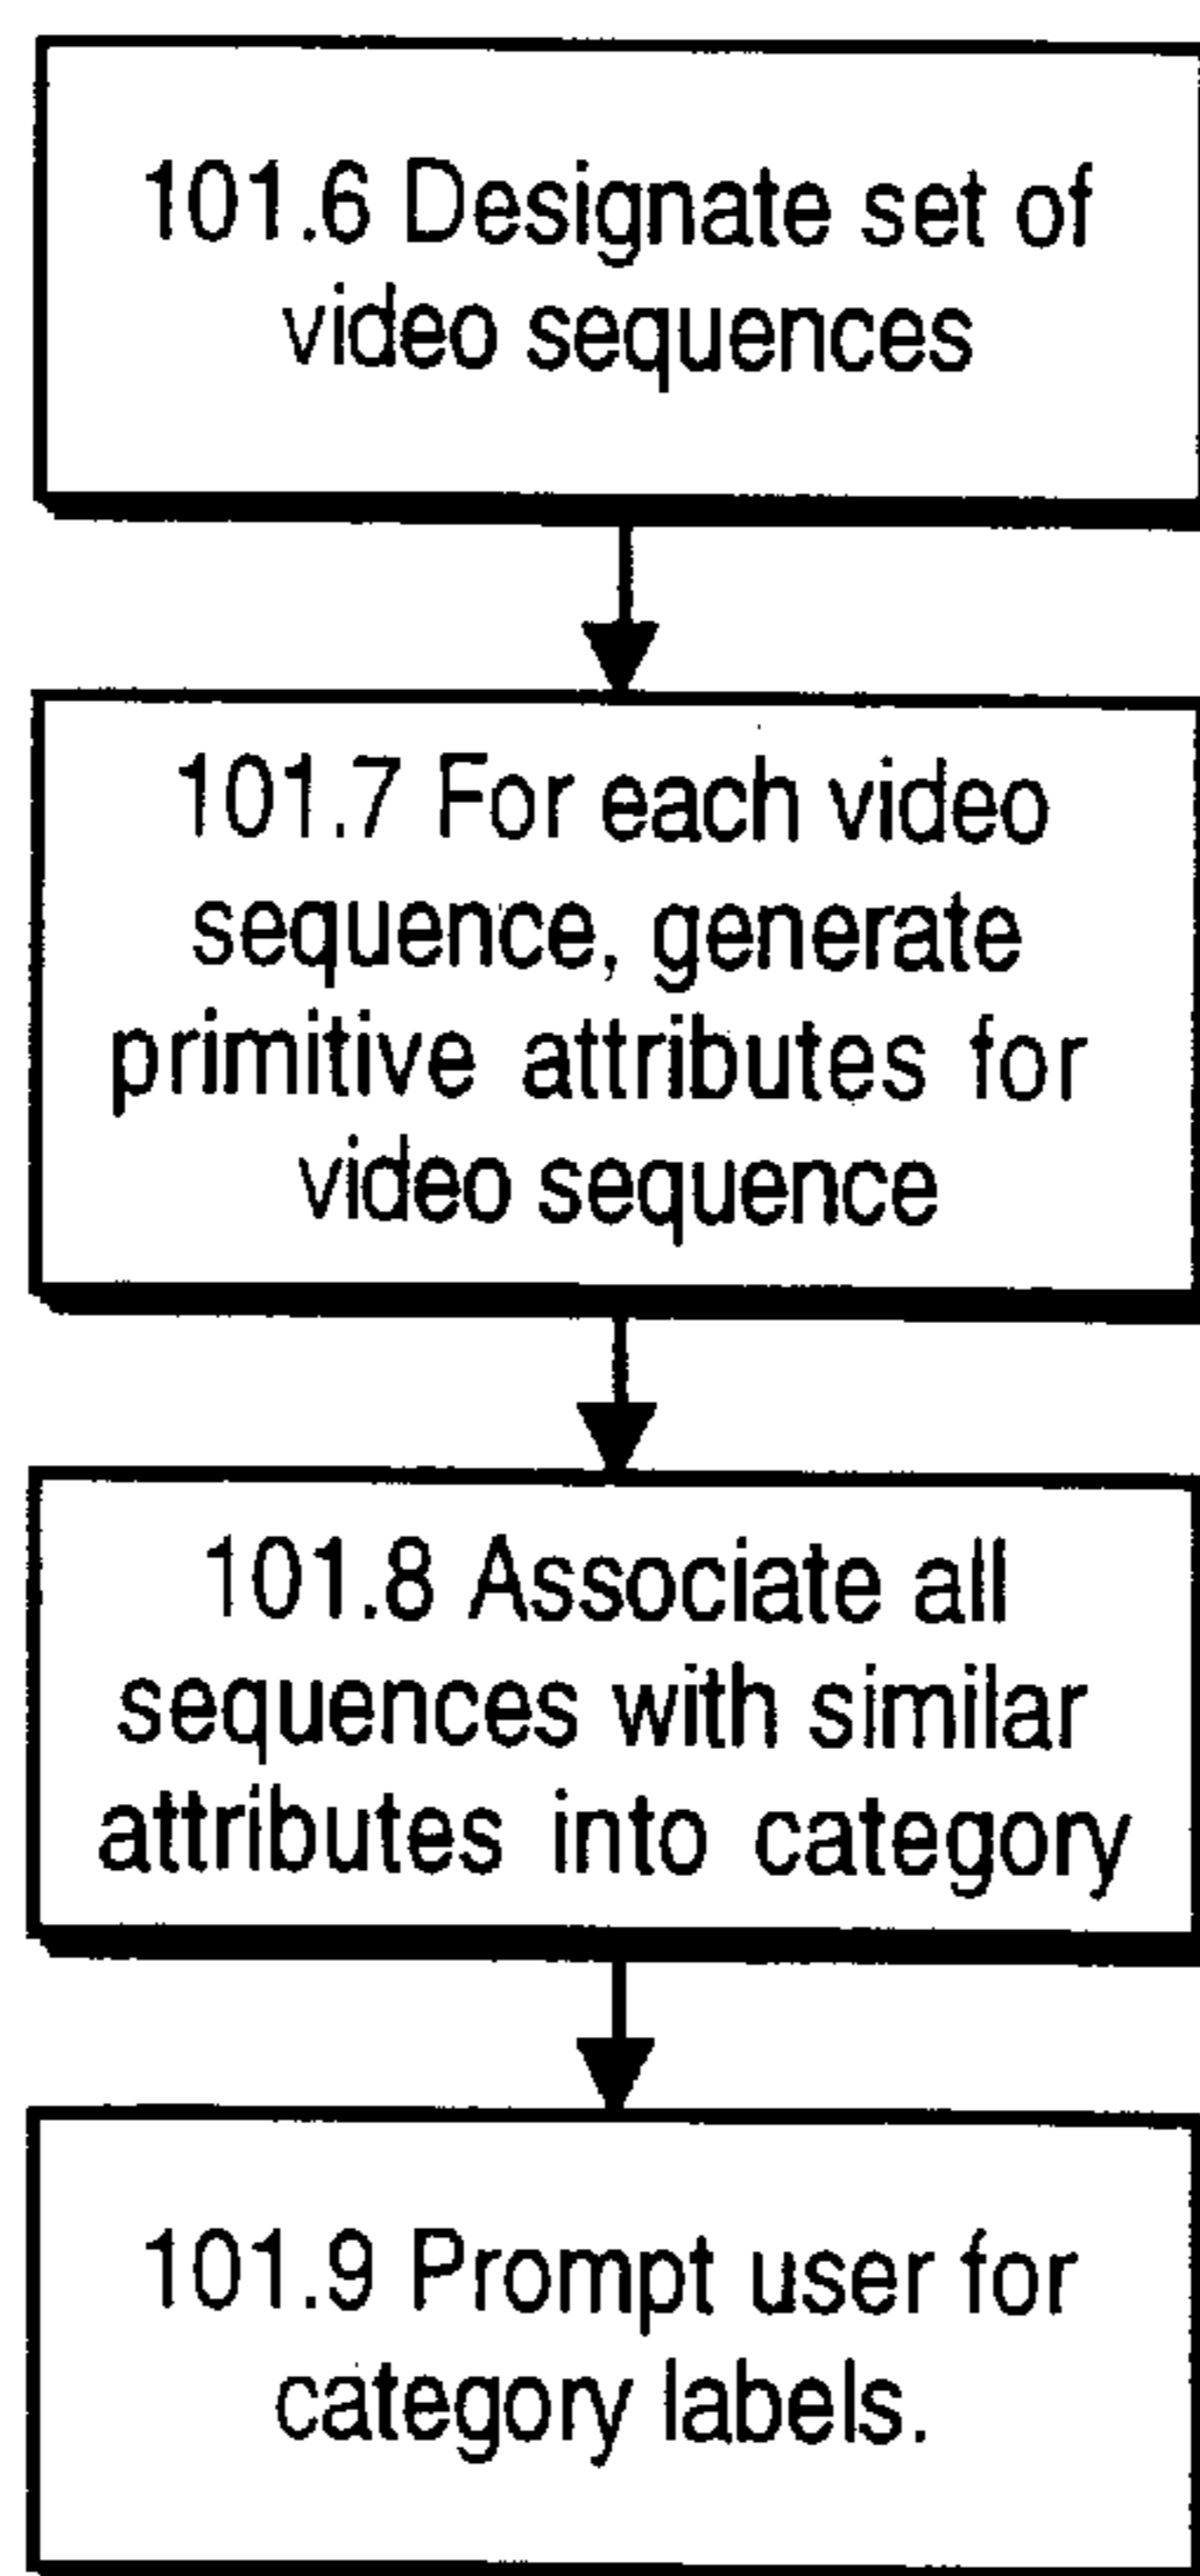 101.6 Designate set of
video sequences
101.7 For each video
sequence, generate
primitive attributes for
video sequence
101.8 Associate all
sequences with similar
attributes into category
101.9 Prompt user for
category labels.